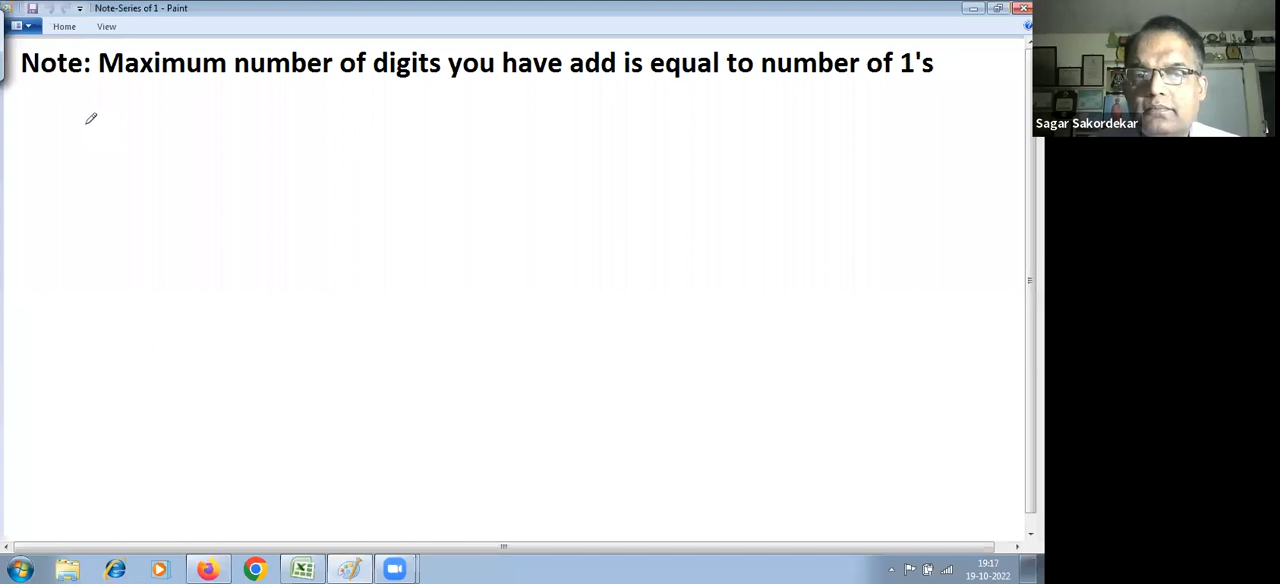 Note-Series of 1 - Paint
Home View
Note: Maximum number of digits you have add is equal to number of 1's
Sagar Sakordekar
19:17
19-10-2022